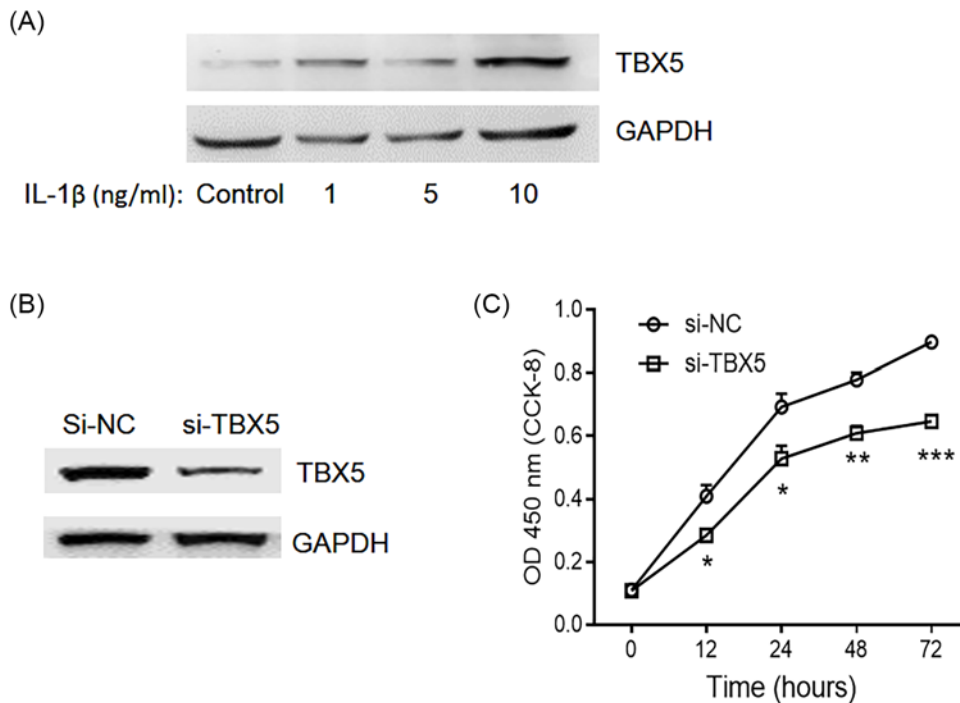 (A)
TBX5
GAPDH
IL-1β (ng/ml): Control 1 5 10
(B)
Si-NC si-TBX5
TBX5
GAPDH
(C)
1.0
0.8
0.6
0.4
0.2
0.0
OD 450 nm (CCK-8)
si-NC
si-TBX5
* * ** ***
0 12 24 48 72
Time (hours)